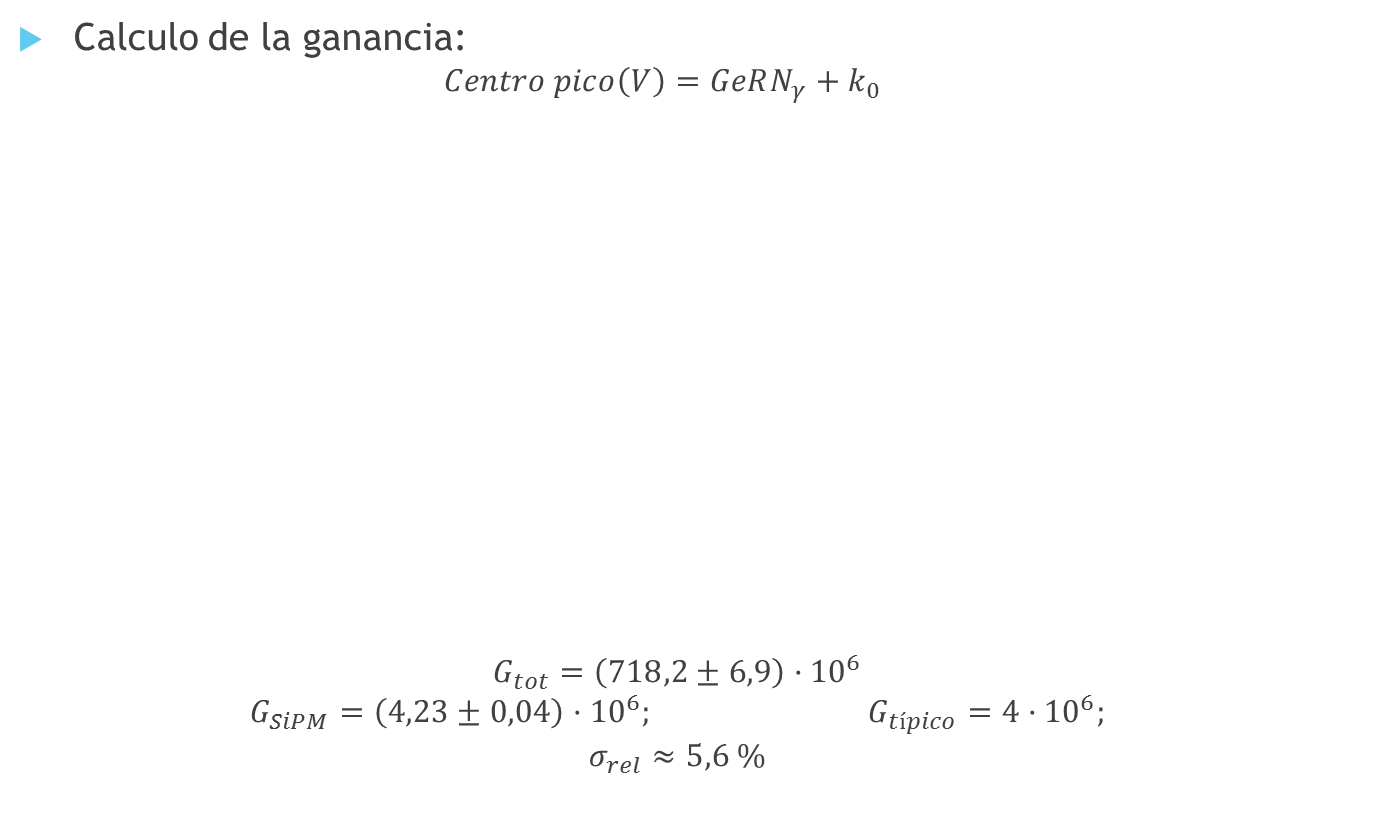 Calculo de la ganancia:
Centro pico(V) = GeRN_γ + k_0
G_tot = (718,2 ± 6,9) · 10^6
G_SiPM = (4,23 ± 0,04) · 10^6; G_típico = 4 · 10^6;
σ_rel ≈ 5,6 %